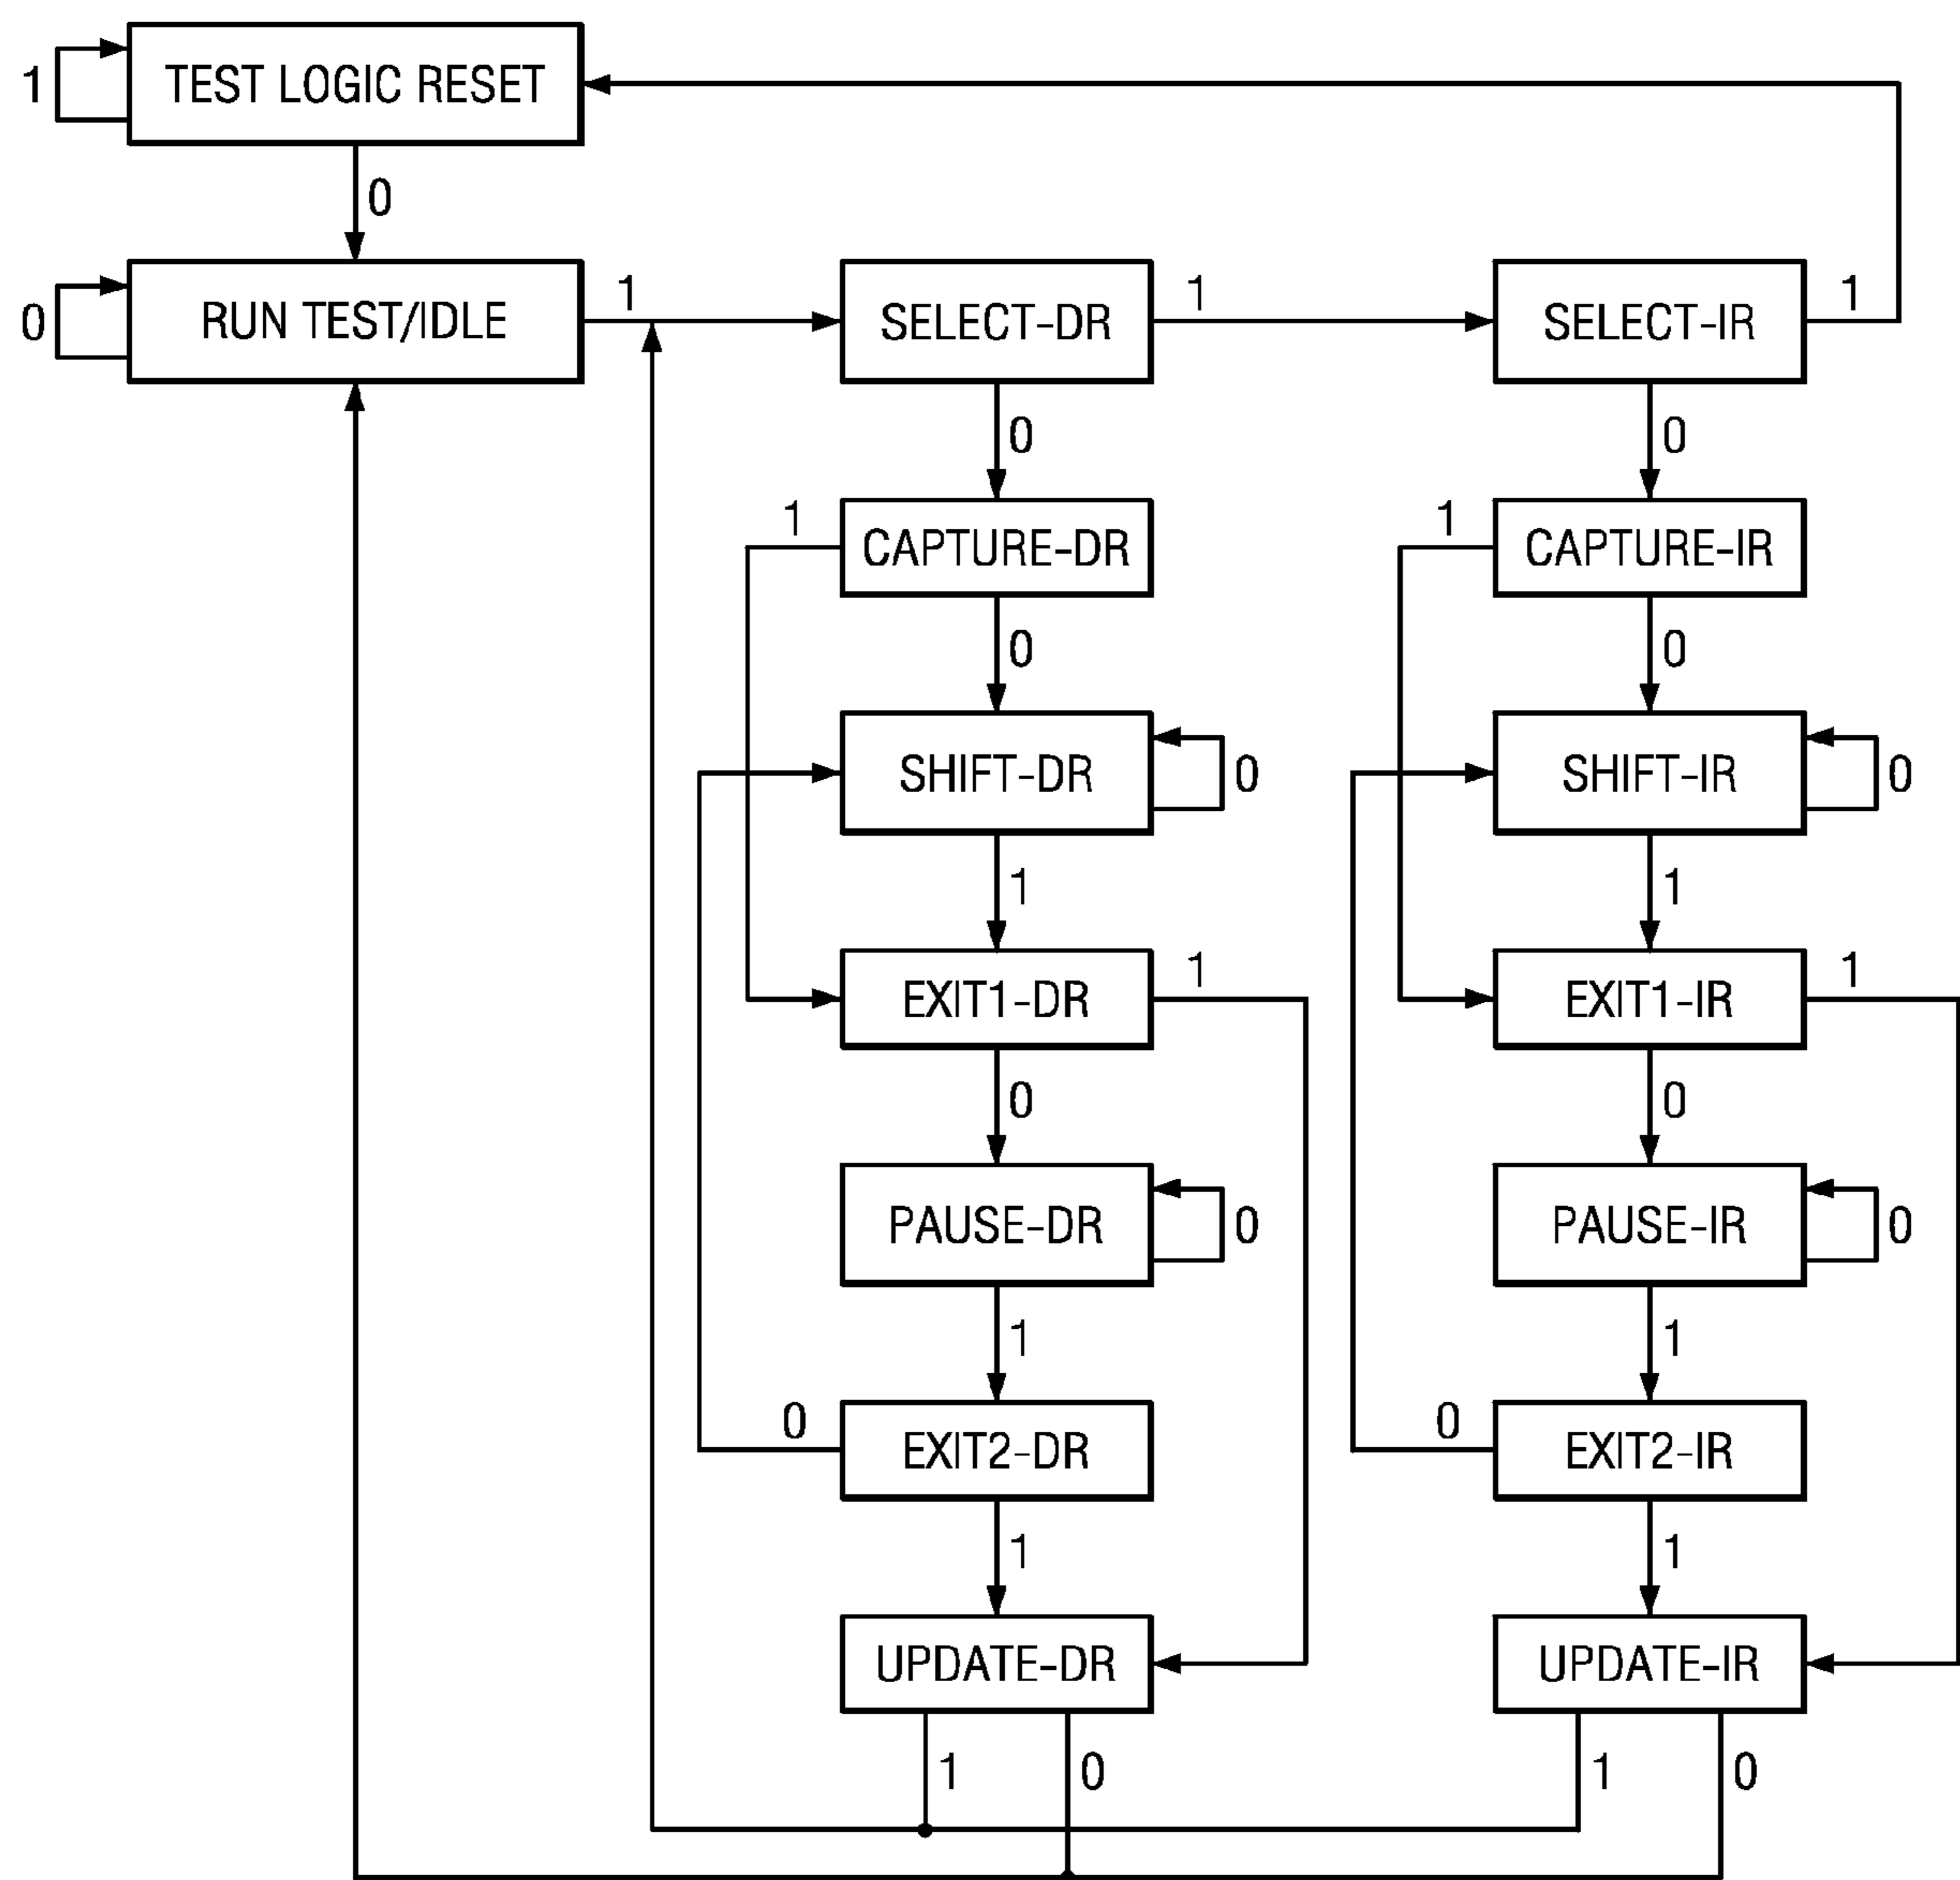 1
TEST LOGIC RESET
0
0
RUN TEST/IDLE
1
SELECT-DR
1
SELECT-IR
1
0
0
1
CAPTURE-DR
1
CAPTURE-IR
0
0
SHIFT-DR
0
SHIFT-IR
0
1
1
EXIT1-DR
1
EXIT1-IR
1
0
0
PAUSE-DR
0
PAUSE-IR
0
1
1
0
EXIT2-DR
0
EXIT2-IR
1
1
UPDATE-DR
UPDATE-IR
1
0
1
0